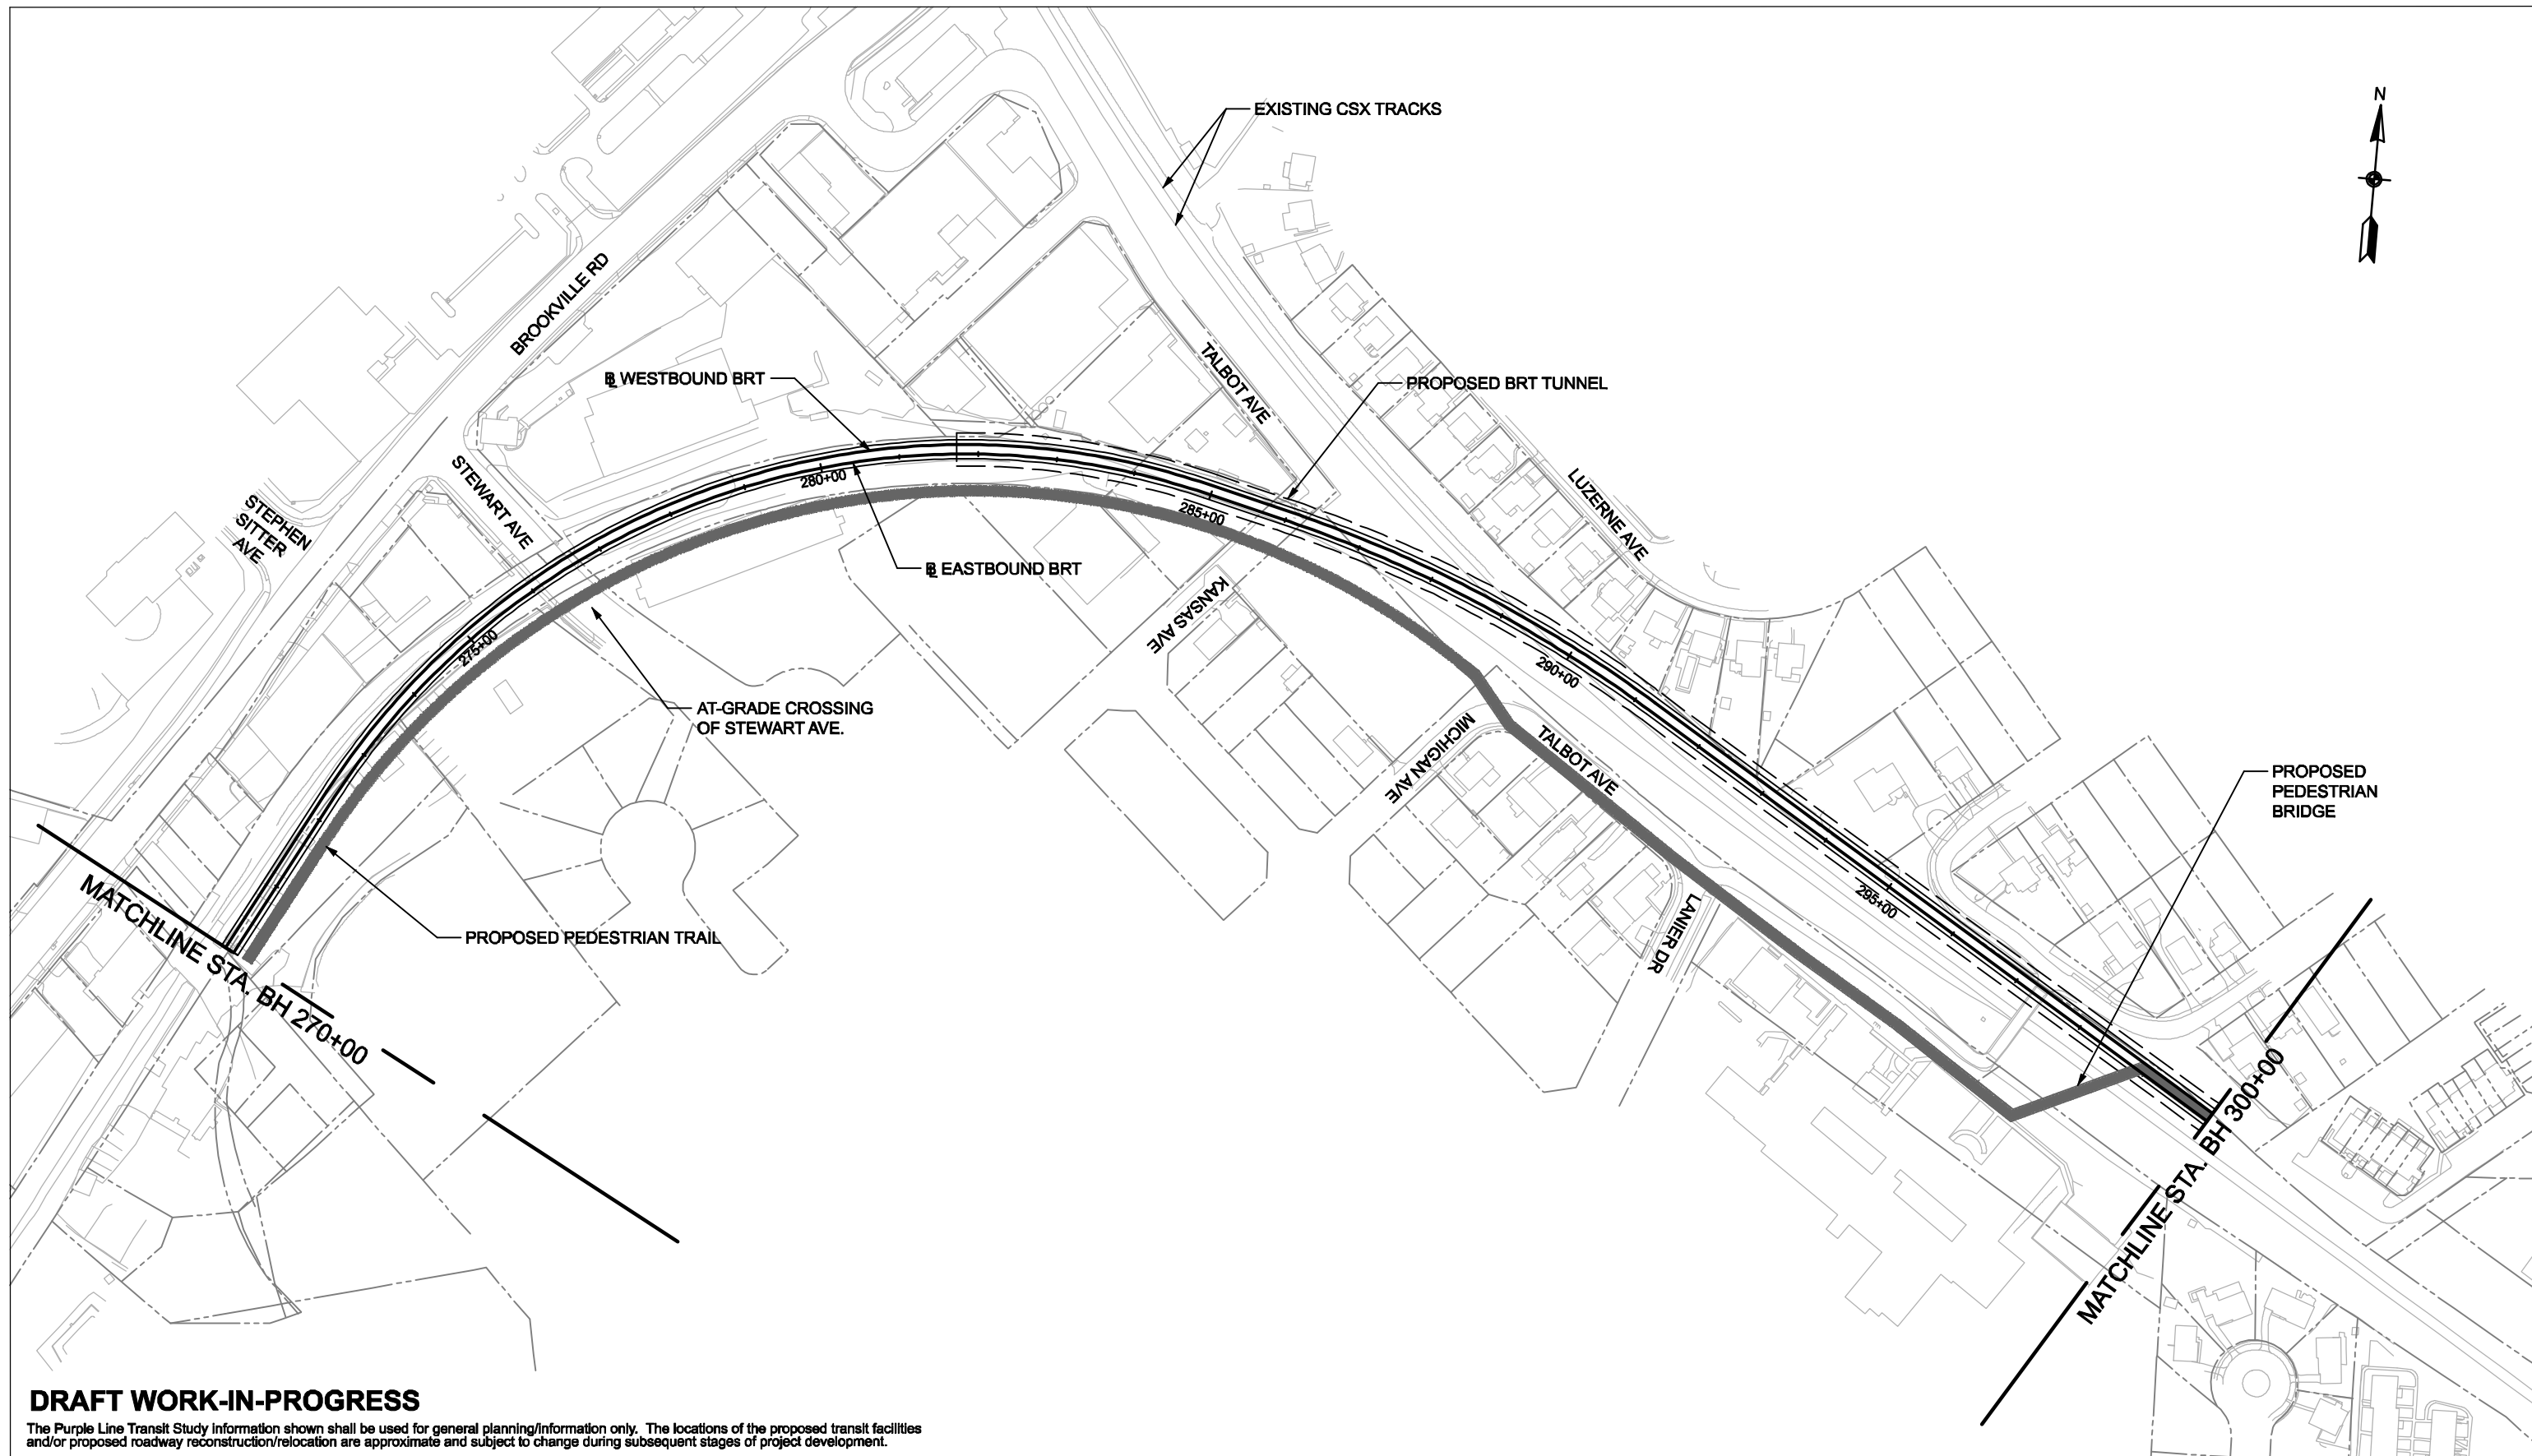 N
EXISTING CSX TRACKS
BROOKVILLE RD
TALBOT AVE
BL WESTBOUND BRT
PROPOSED BRT TUNNEL
LUZERNE AVE
STEWART AVE
STEPHEN
SITTER
AVE
280+00
285+00
BL EASTBOUND BRT
KANSAS AVE
275+00
290+00
AT-GRADE CROSSING
OF STEWART AVE.
MICHIGAN AVE
TALBOT AVE
PROPOSED
PEDESTRIAN
BRIDGE
295+00
LANIER DR
PROPOSED PEDESTRIAN TRAIL
MATCHLINE STA. BH 270+00
MATCHLINE STA. BH 300+00
DRAFT WORK-IN-PROGRESS
The Purple Line Transit Study information shown shall be used for general planning/information only. The locations of the proposed transit facilities
and/or proposed roadway reconstruction/relocation are approximate and subject to change during subsequent stages of project development.